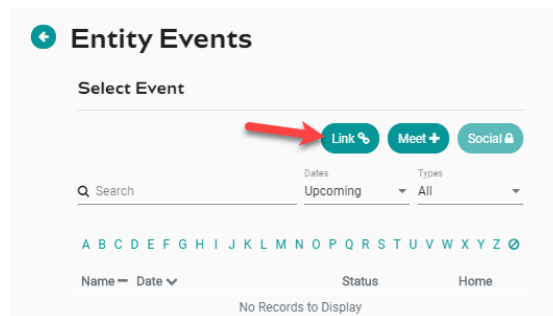 Entity Events
Select Event
Link Meet + Social
Dates Types
Search Upcoming All
A B C D E F G H I J K L M N O P Q R S T U V W X Y Z
Name Date Status Home
No Records to Display